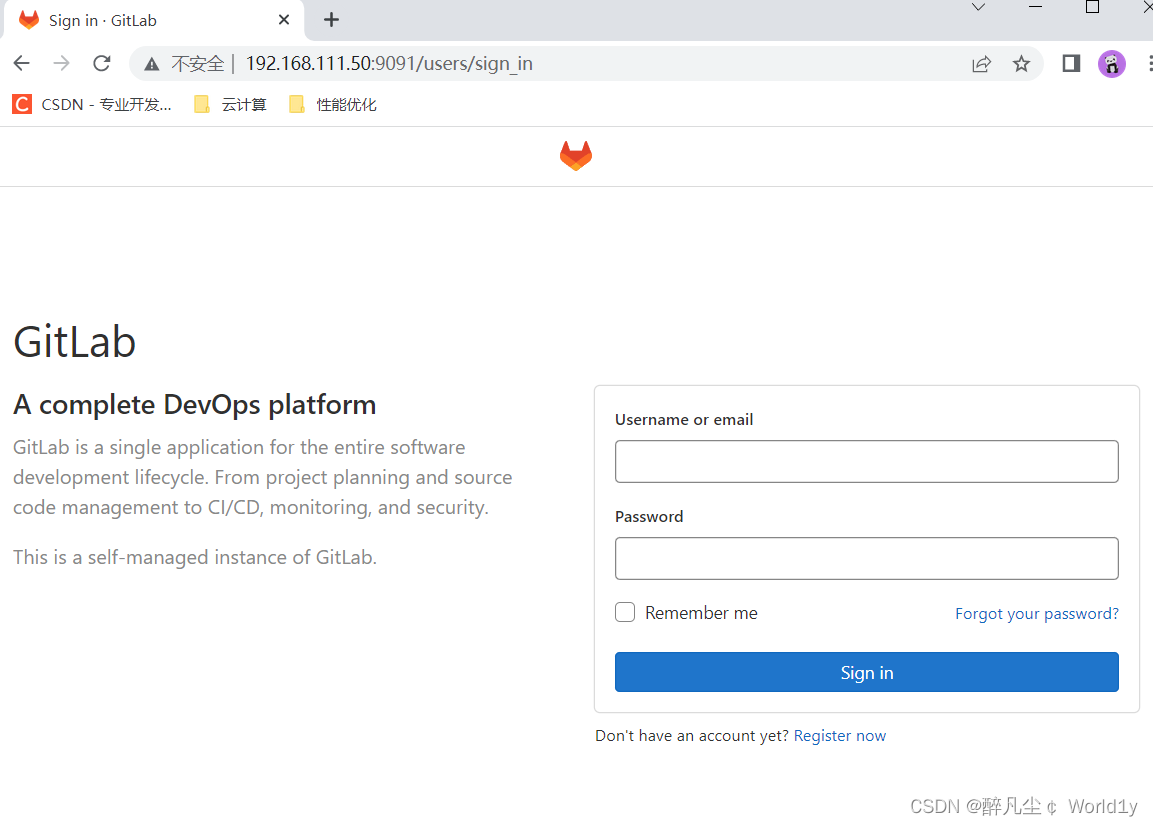 Sign in · GitLab
不安全 192.168.111.50:9091/users/sign_in
CSDN - 专业开发... 云计算 性能优化
GitLab
A complete DevOps platform
GitLab is a single application for the entire software
development lifecycle. From project planning and source
code management to CI/CD, monitoring, and security.
This is a self-managed instance of GitLab.
Username or email
Password
Remember me Forgot your password?
Sign in
Don't have an account yet? Register now
CSDN @醉凡尘¢ World1y